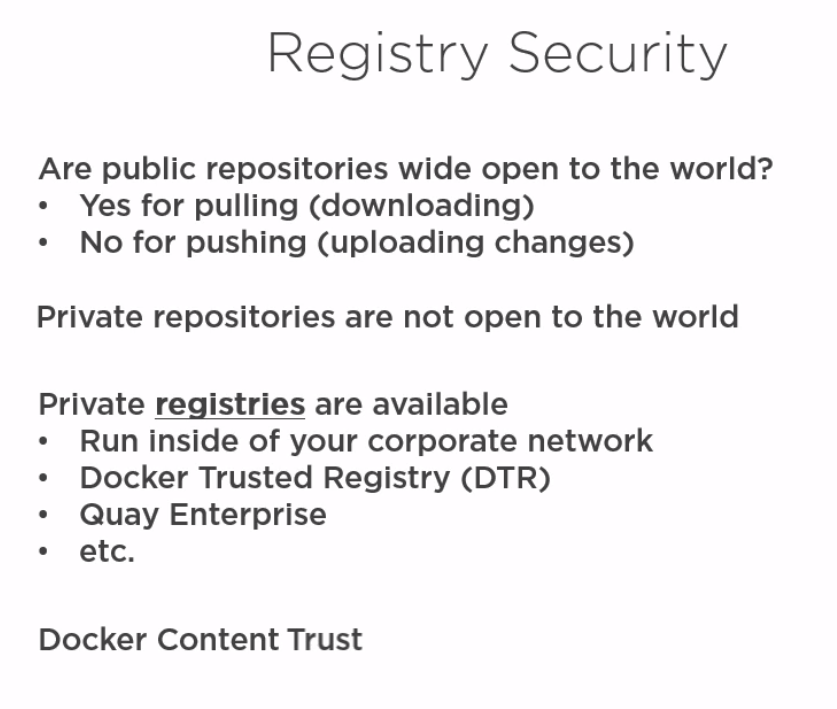 Registry Security
Are public repositories wide open to the world?
• Yes for pulling (downloading)
• No for pushing (uploading changes)
Private repositories are not open to the world
Private registries are available
• Run inside of your corporate network
• Docker Trusted Registry (DTR)
• Quay Enterprise
• etc.
Docker Content Trust